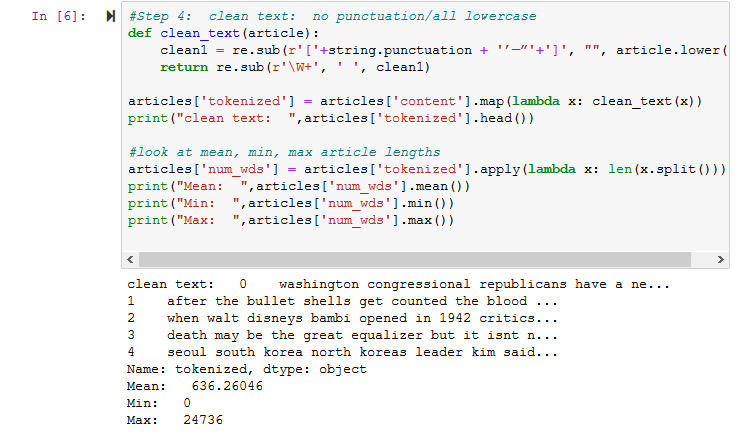 In [6]:
#Step 4:  clean text:  no punctuation/all lowercase
def clean_text(article):
    clean1 = re.sub(r'['+string.punctuation + '’—”'+']', "", article.lower(
    return re.sub(r'\W+', ' ', clean1)
articles['tokenized'] = articles['content'].map(lambda x: clean_text(x))
print("clean text:  ",articles['tokenized'].head())
#look at mean, min, max article lengths
articles['num_wds'] = articles['tokenized'].apply(lambda x: len(x.split()))
print("Mean:  ",articles['num_wds'].mean())
print("Min:  ",articles['num_wds'].min())
print("Max:  ",articles['num_wds'].max())
clean text:   0    washington congressional republicans have a ne...
1    after the bullet shells get counted the blood ...
2    when walt disneys bambi opened in 1942 critics...
3    death may be the great equalizer but it isnt n...
4    seoul south korea north koreas leader kim said...
Name: tokenized, dtype: object
Mean:   636.26046
Min:   0
Max:   24736